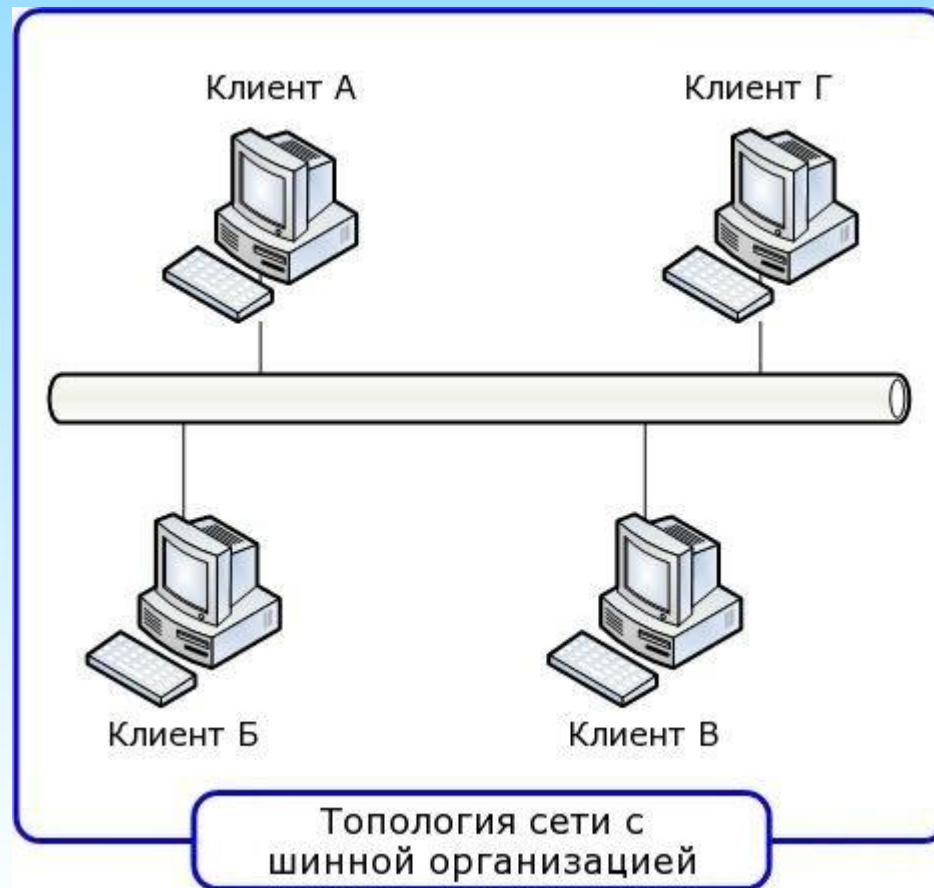 Клиент А
Клиент Г
Клиент Б
Клиент В
Топология сети с
шинной организацией